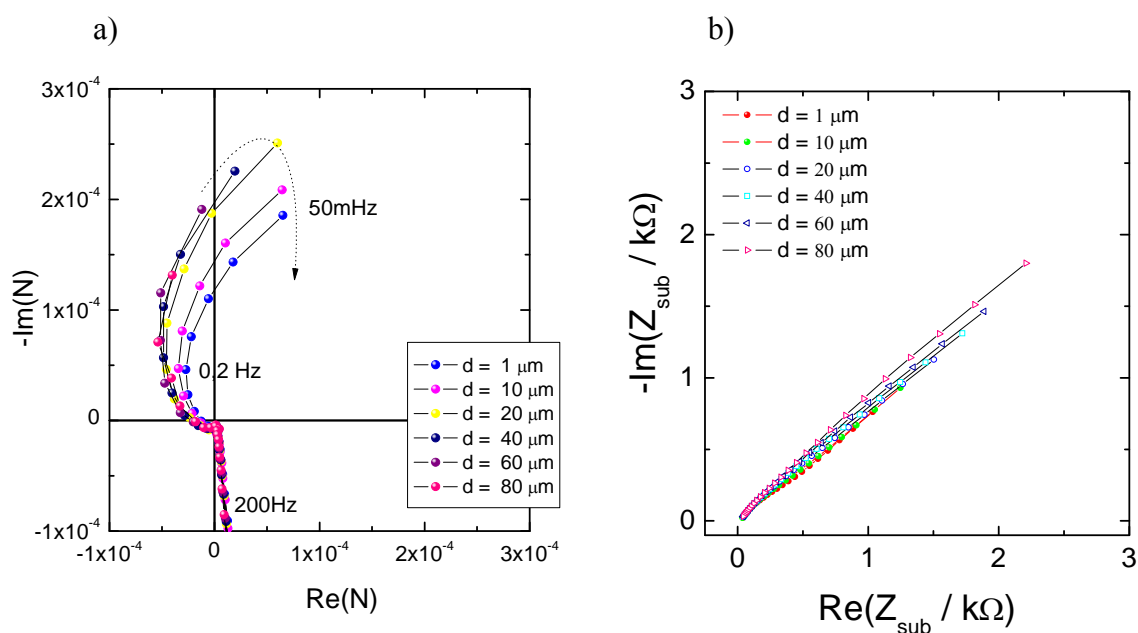 a)
3x10⁻⁴
2x10⁻⁴
1x10⁻⁴
0
-1x10⁻⁴
-Im(N)
50mHz
0.2 Hz
200Hz
d = 1 μm
d = 10 μm
d = 20 μm
d = 40 μm
d = 60 μm
d = 80 μm
-1x10⁻⁴ 0 1x10⁻⁴ 2x10⁻⁴ 3x10⁻⁴
Re(N)
b)
3
2
1
0
-Im(Z_sub / kΩ)
d = 1 μm
d = 10 μm
d = 20 μm
d = 40 μm
d = 60 μm
d = 80 μm
0 1 2 3
Re(Z_sub / kΩ)